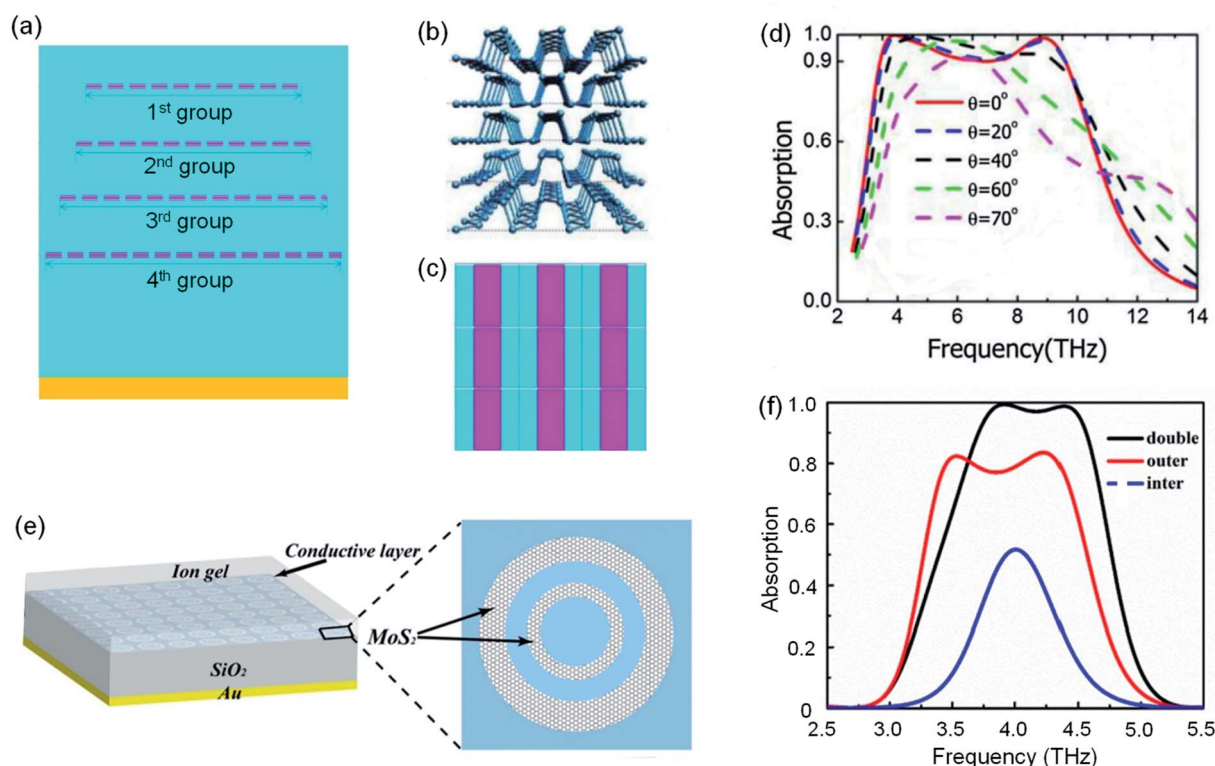 (a)
1st group
2nd group
3rd group
4th group
(b)
(c)
(d)
Absorption
1.0
0.9
0.6
0.3
0.0
θ=0°
θ=20°
θ=40°
θ=60°
θ=70°
2 4 6 8 10 12 14
Frequency(THz)
(e)
Conductive layer
Ion gel
MoS2
SiO2
Au
(f)
Absorption
1.0
0.8
0.6
0.4
0.2
0
double
outer
inter
2.5 3.0 3.5 4.0 4.5 5.0 5.5
Frequency (THz)